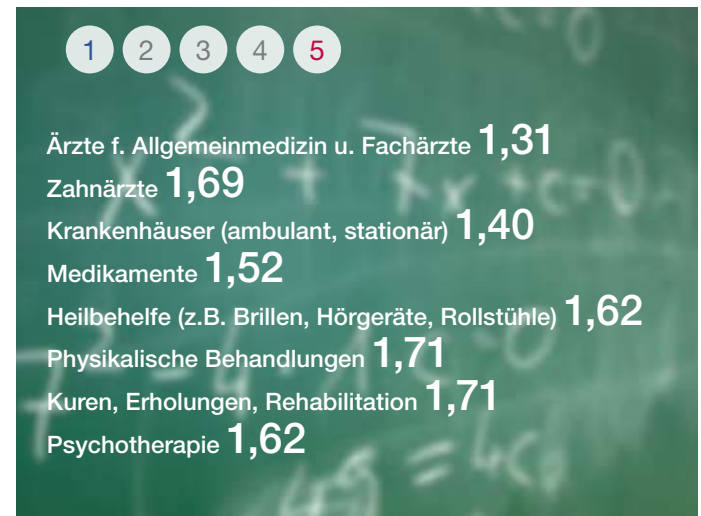 1 2 3 4 5
Ärzte f. Allgemeinmedizin u. Fachärzte 1,31
Zahnärzte 1,69
Krankenhäuser (ambulant, stationär) 1,40
Medikamente 1,52
Heilbehelfe (z.B. Brillen, Hörgeräte, Rollstühle) 1,62
Physikalische Behandlungen 1,71
Kuren, Erholungen, Rehabilitation 1,71
Psychotherapie 1,62